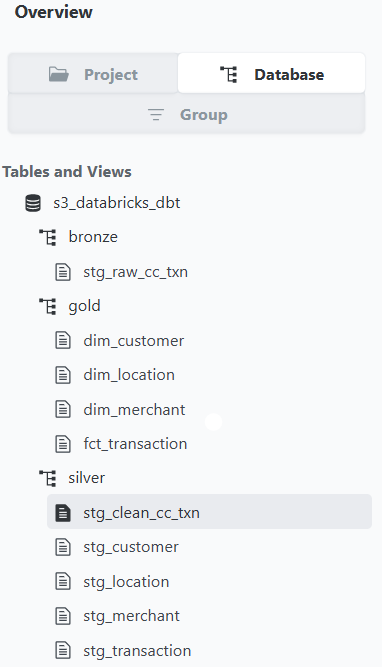 Overview
Project Database
Group
Tables and Views
s3_databricks_dbt
bronze
stg_raw_cc_txn
gold
dim_customer
dim_location
dim_merchant
fct_transaction
silver
stg_clean_cc_txn
stg_customer
stg_location
stg_merchant
stg_transaction